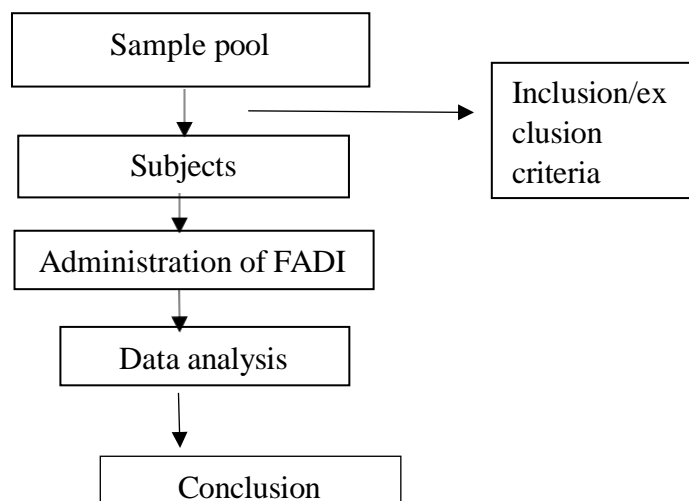 Sample pool
Inclusion/ex
clusion
criteria
Subjects
Administration of FADI
Data analysis
Conclusion